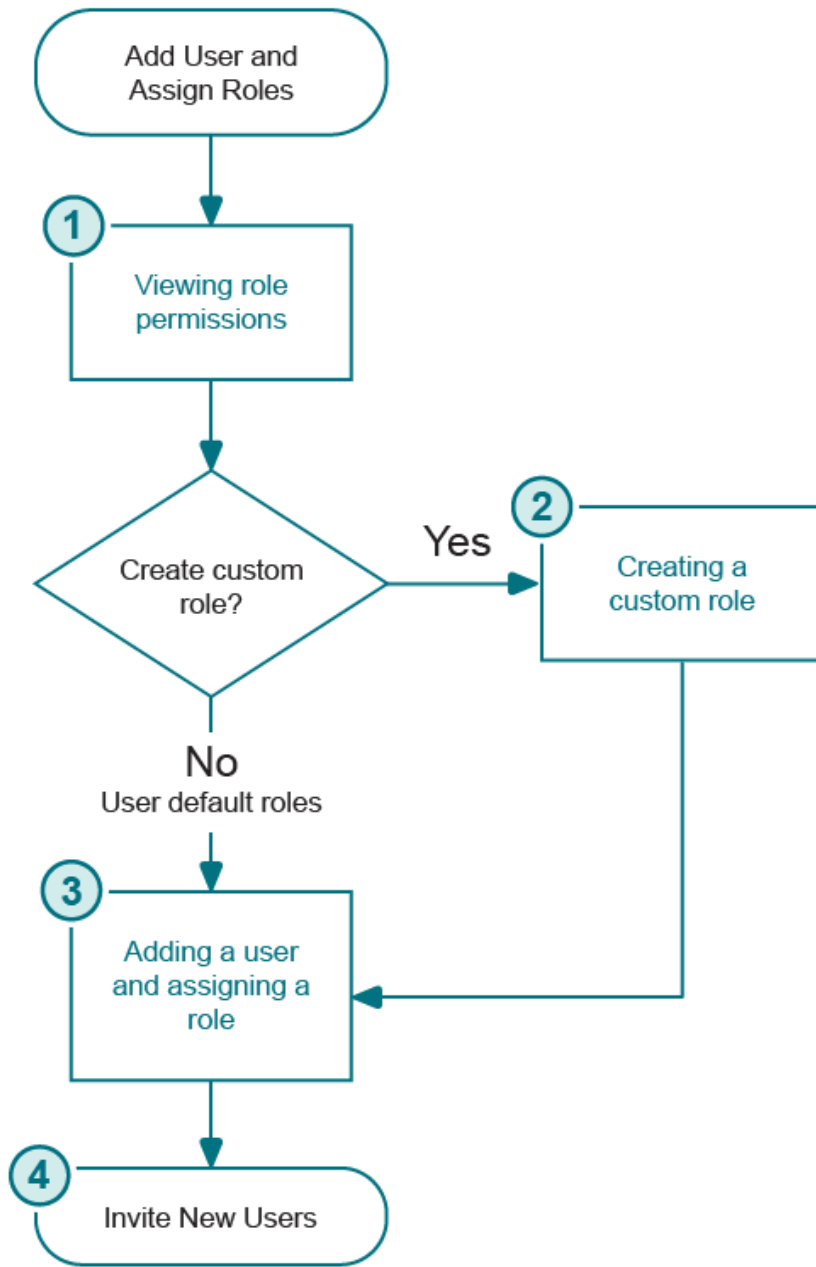 Add User and
Assign Roles
1
Viewing role
permissions
Create custom
role?
Yes
2
Creating a
custom role
No
User default roles
3
Adding a user
and assigning a
role
4
Invite New Users